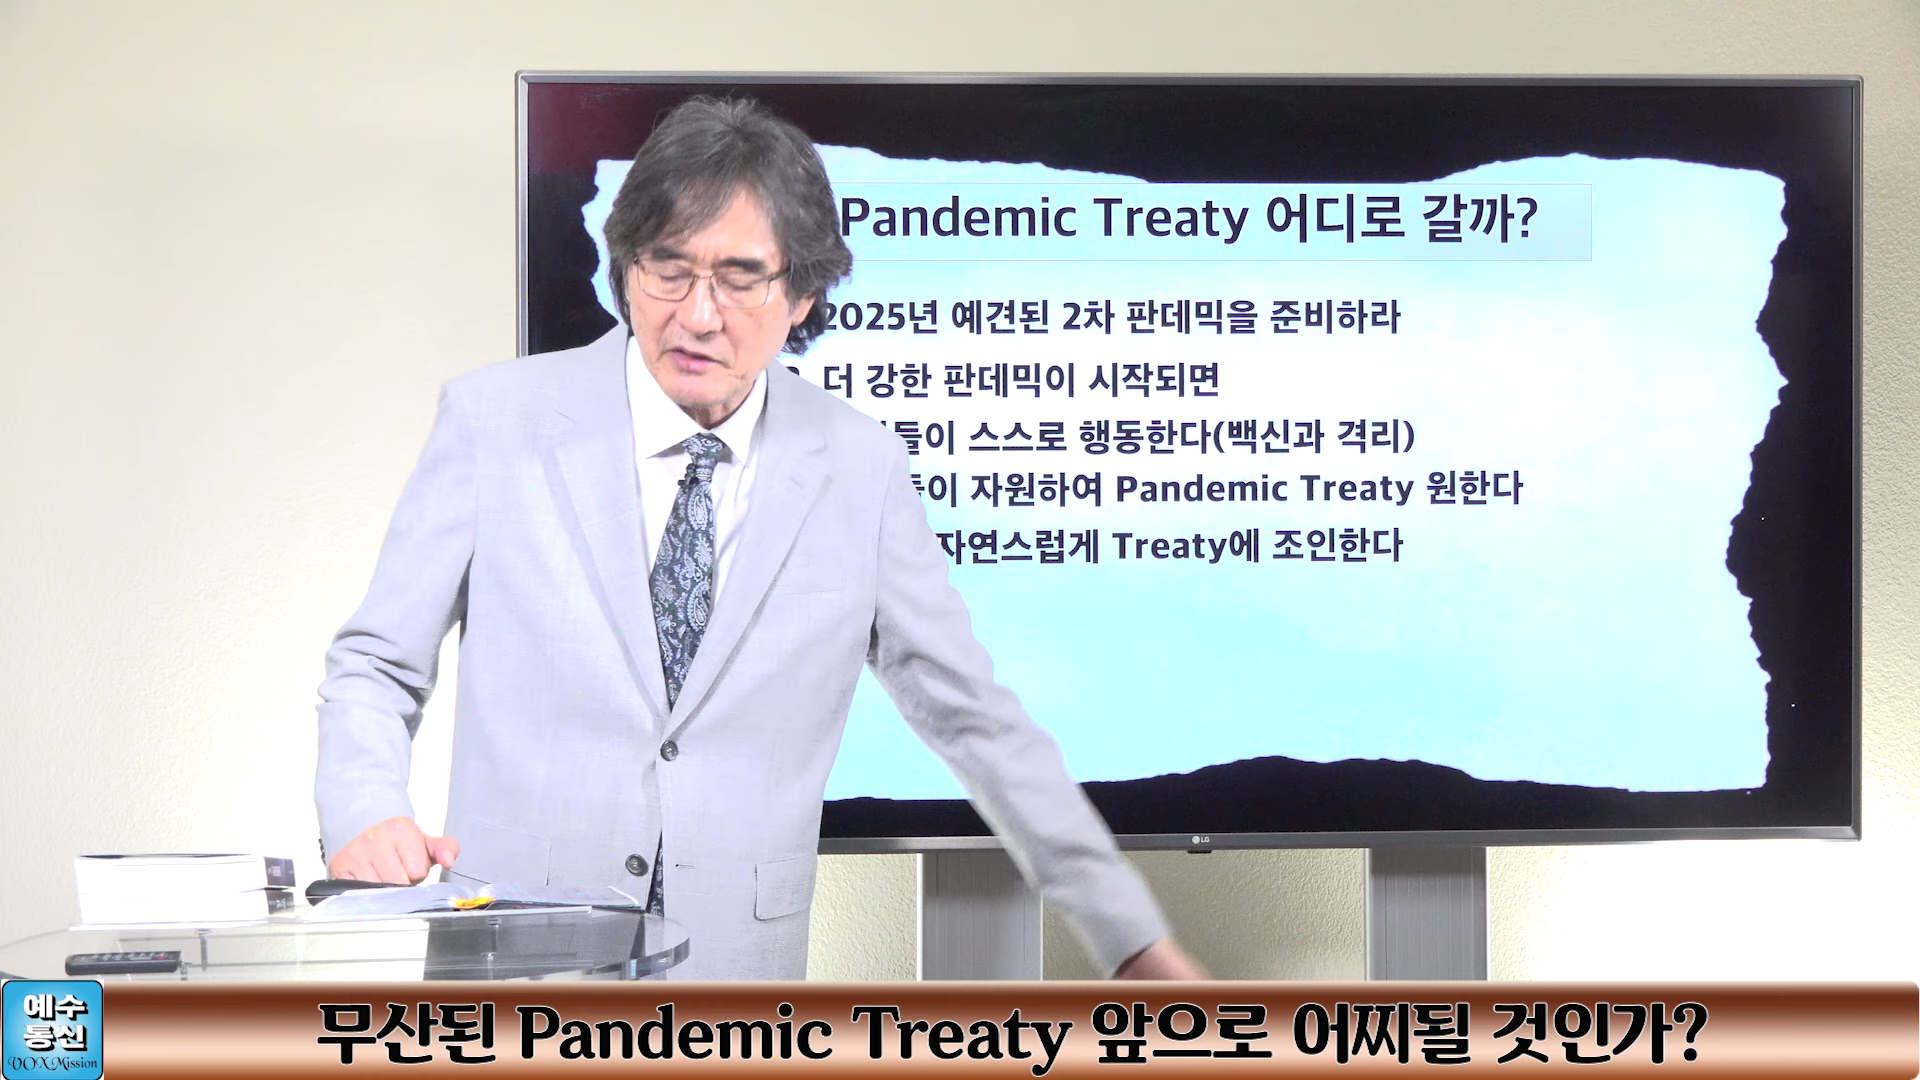 Pandemic Treaty 어디로 갈까?
2025년 예견된 2차 판데믹을 준비하라
더 강한 판데믹이 시작되면
스스로 행동한다(백신과 격리)
자원하여 Pandemic Treaty 원한다
자연스럽게 Treaty에 조인한다
LG
예수
통신
VOX Mission
무산된 Pandemic Treaty 앞으로 어찌될 것인가?